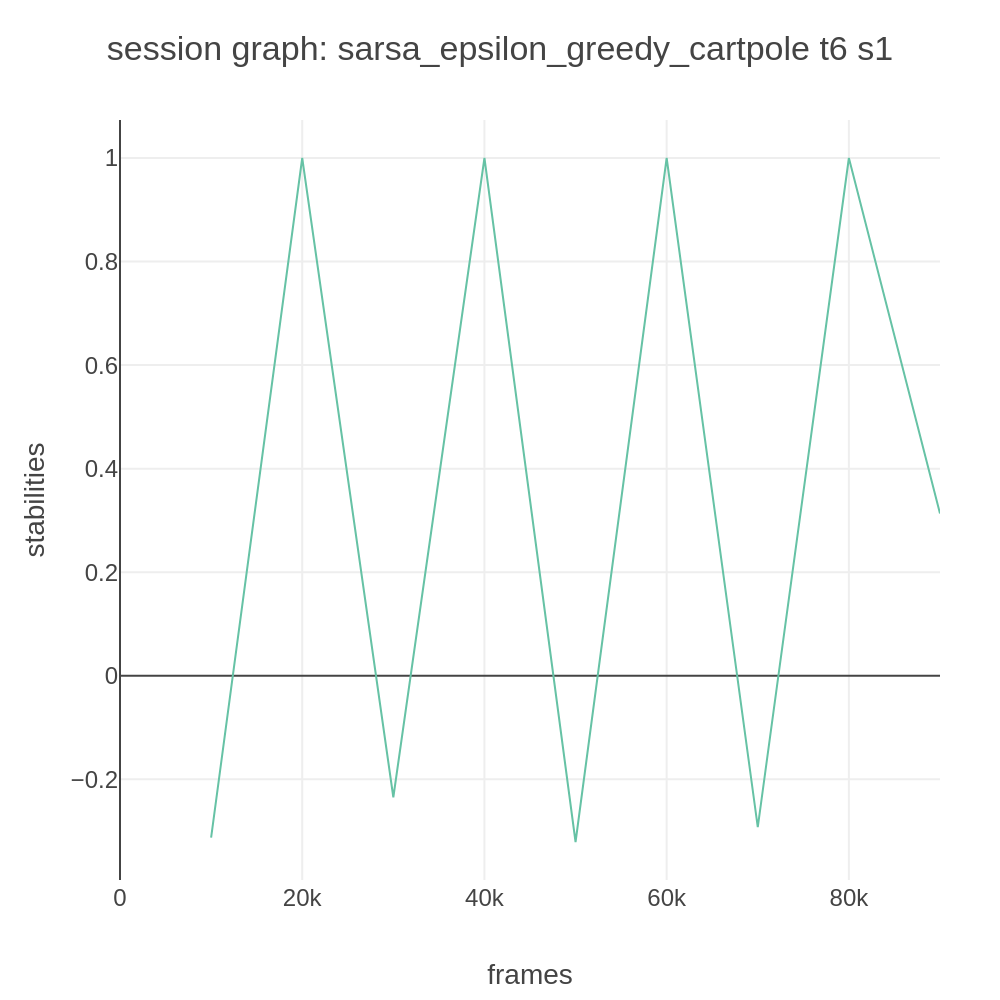 session graph: sarsa_epsilon_greedy_cartpole t6 s1
1
0.8
0.6
0.4
0.2
0
−0.2
stabilities
0 20k 40k 60k 80k
frames